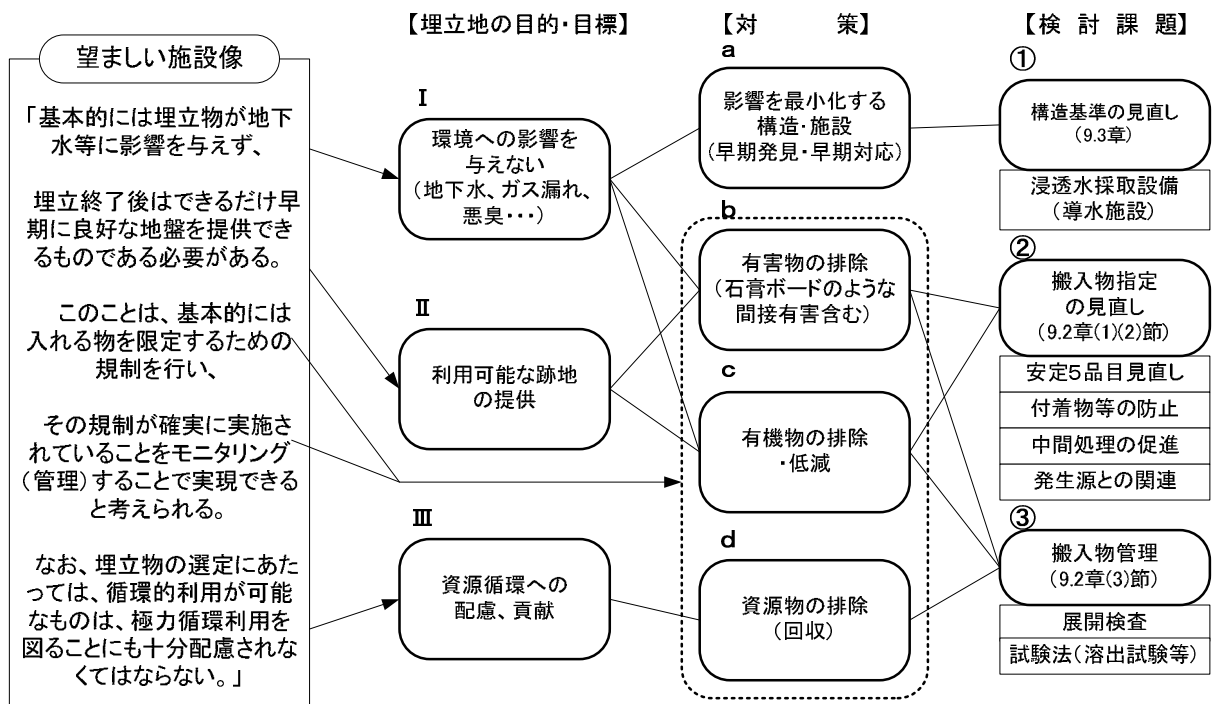 【埋立地の目的・目標】
【対　　　策】
【検 討 課 題】
望ましい施設像
「基本的には埋立物が地下
水等に影響を与えず、
埋立終了後はできるだけ早
期に良好な地盤を提供でき
るものである必要がある。
このことは、基本的には
入れる物を限定するための
規制を行い、
その規制が確実に実施さ
れていることをモニタリング
（管理）することで実現できる
と考えられる。
なお、埋立物の選定にあた
っては、循環的利用が可能
なものは、極力循環利用を
図ることにも十分配慮されな
くてはならない。」
Ⅰ
環境への影響を
与えない
（地下水、ガス漏れ、
悪臭・・・）
Ⅱ
利用可能な跡地
の提供
Ⅲ
資源循環への
配慮、貢献
a
影響を最小化する
構造・施設
（早期発見・早期対応）
b
有害物の排除
（石膏ボードのような
間接有害含む）
c
有機物の排除
・低減
d
資源物の排除
（回収）
①
構造基準の見直し
（9.3章）
浸透水採取設備
（導水施設）
②
搬入物指定
の見直し
（9.2章(1)(2)節）
安定５品目見直し
付着物等の防止
中間処理の促進
発生源との関連
③
搬入物管理
（9.2章(3)節）
展開検査
試験法（溶出試験等）